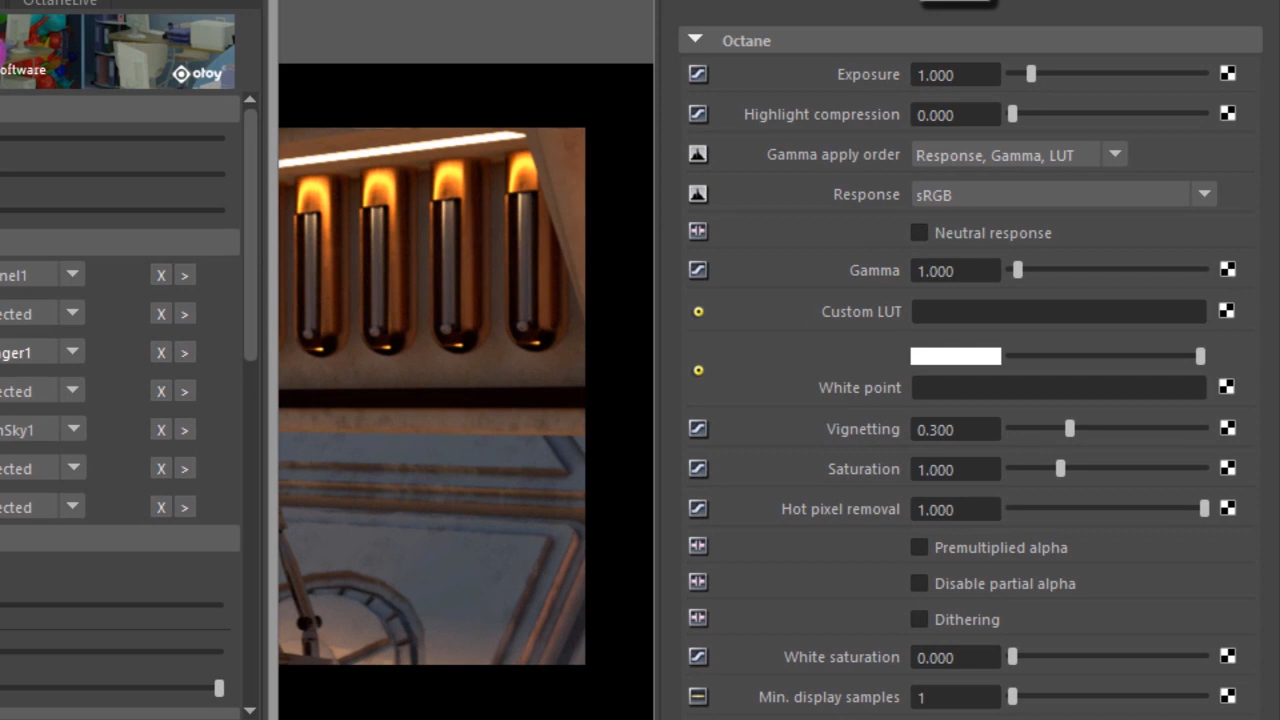 OctaneLive
oftware
otoy
nel1
X >
ected
X >
ger1
X >
ected
X >
nSky1
X >
ected
X >
ected
X >
Octane
Exposure 1.000
Highlight compression 0.000
Gamma apply order Response, Gamma, LUT
Response sRGB
Neutral response
Gamma 1.000
Custom LUT
White point
Vignetting 0.300
Saturation 1.000
Hot pixel removal 1.000
Premultiplied alpha
Disable partial alpha
Dithering
White saturation 0.000
Min. display samples 1